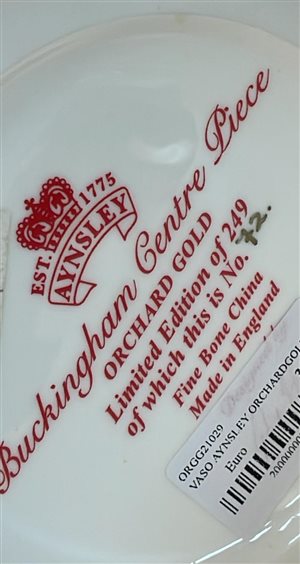 EST. 1775
AYNSLEY
Buckingham Centre Piece
ORCHARD GOLD
Limited Edition of 249
of which this is No. 72.
Fine Bone China
Made in England
ORGG21029
VASO AYNSLEY ORCHARDGOL
Euro